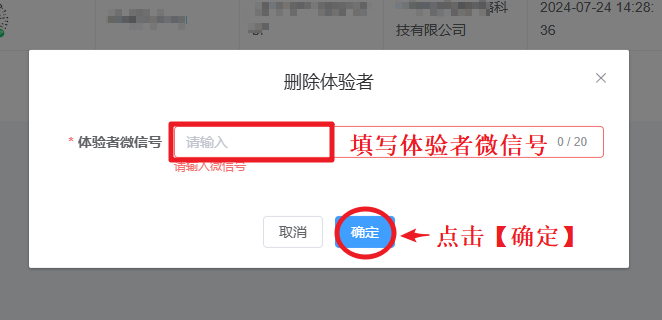 科
2024-07-24 14:28:
技有限公司
36
删除体验者
* 体验者微信号
请输入
填写体验者微信号
0 / 20
请输入微信号
取消
确定
点击【确定】